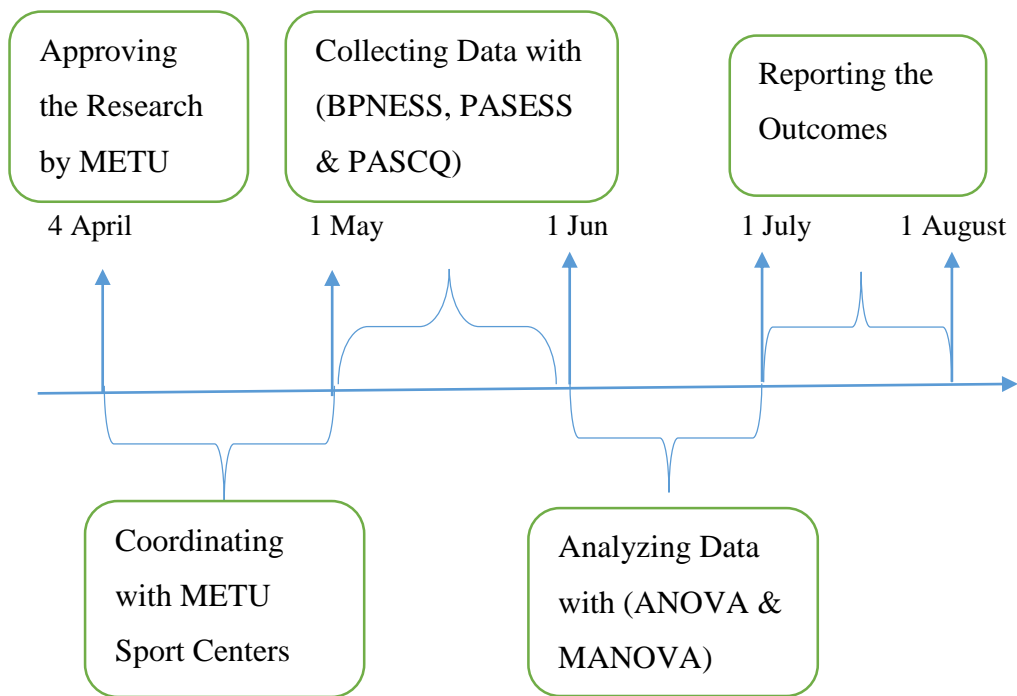 Approving
the Research
by METU
Collecting Data with
(BPNESS, PASESS
& PASCQ)
Reporting the
Outcomes
4 April
1 May
1 Jun
1 July
1 August
Coordinating
with METU
Sport Centers
Analyzing Data
with (ANOVA &
MANOVA)